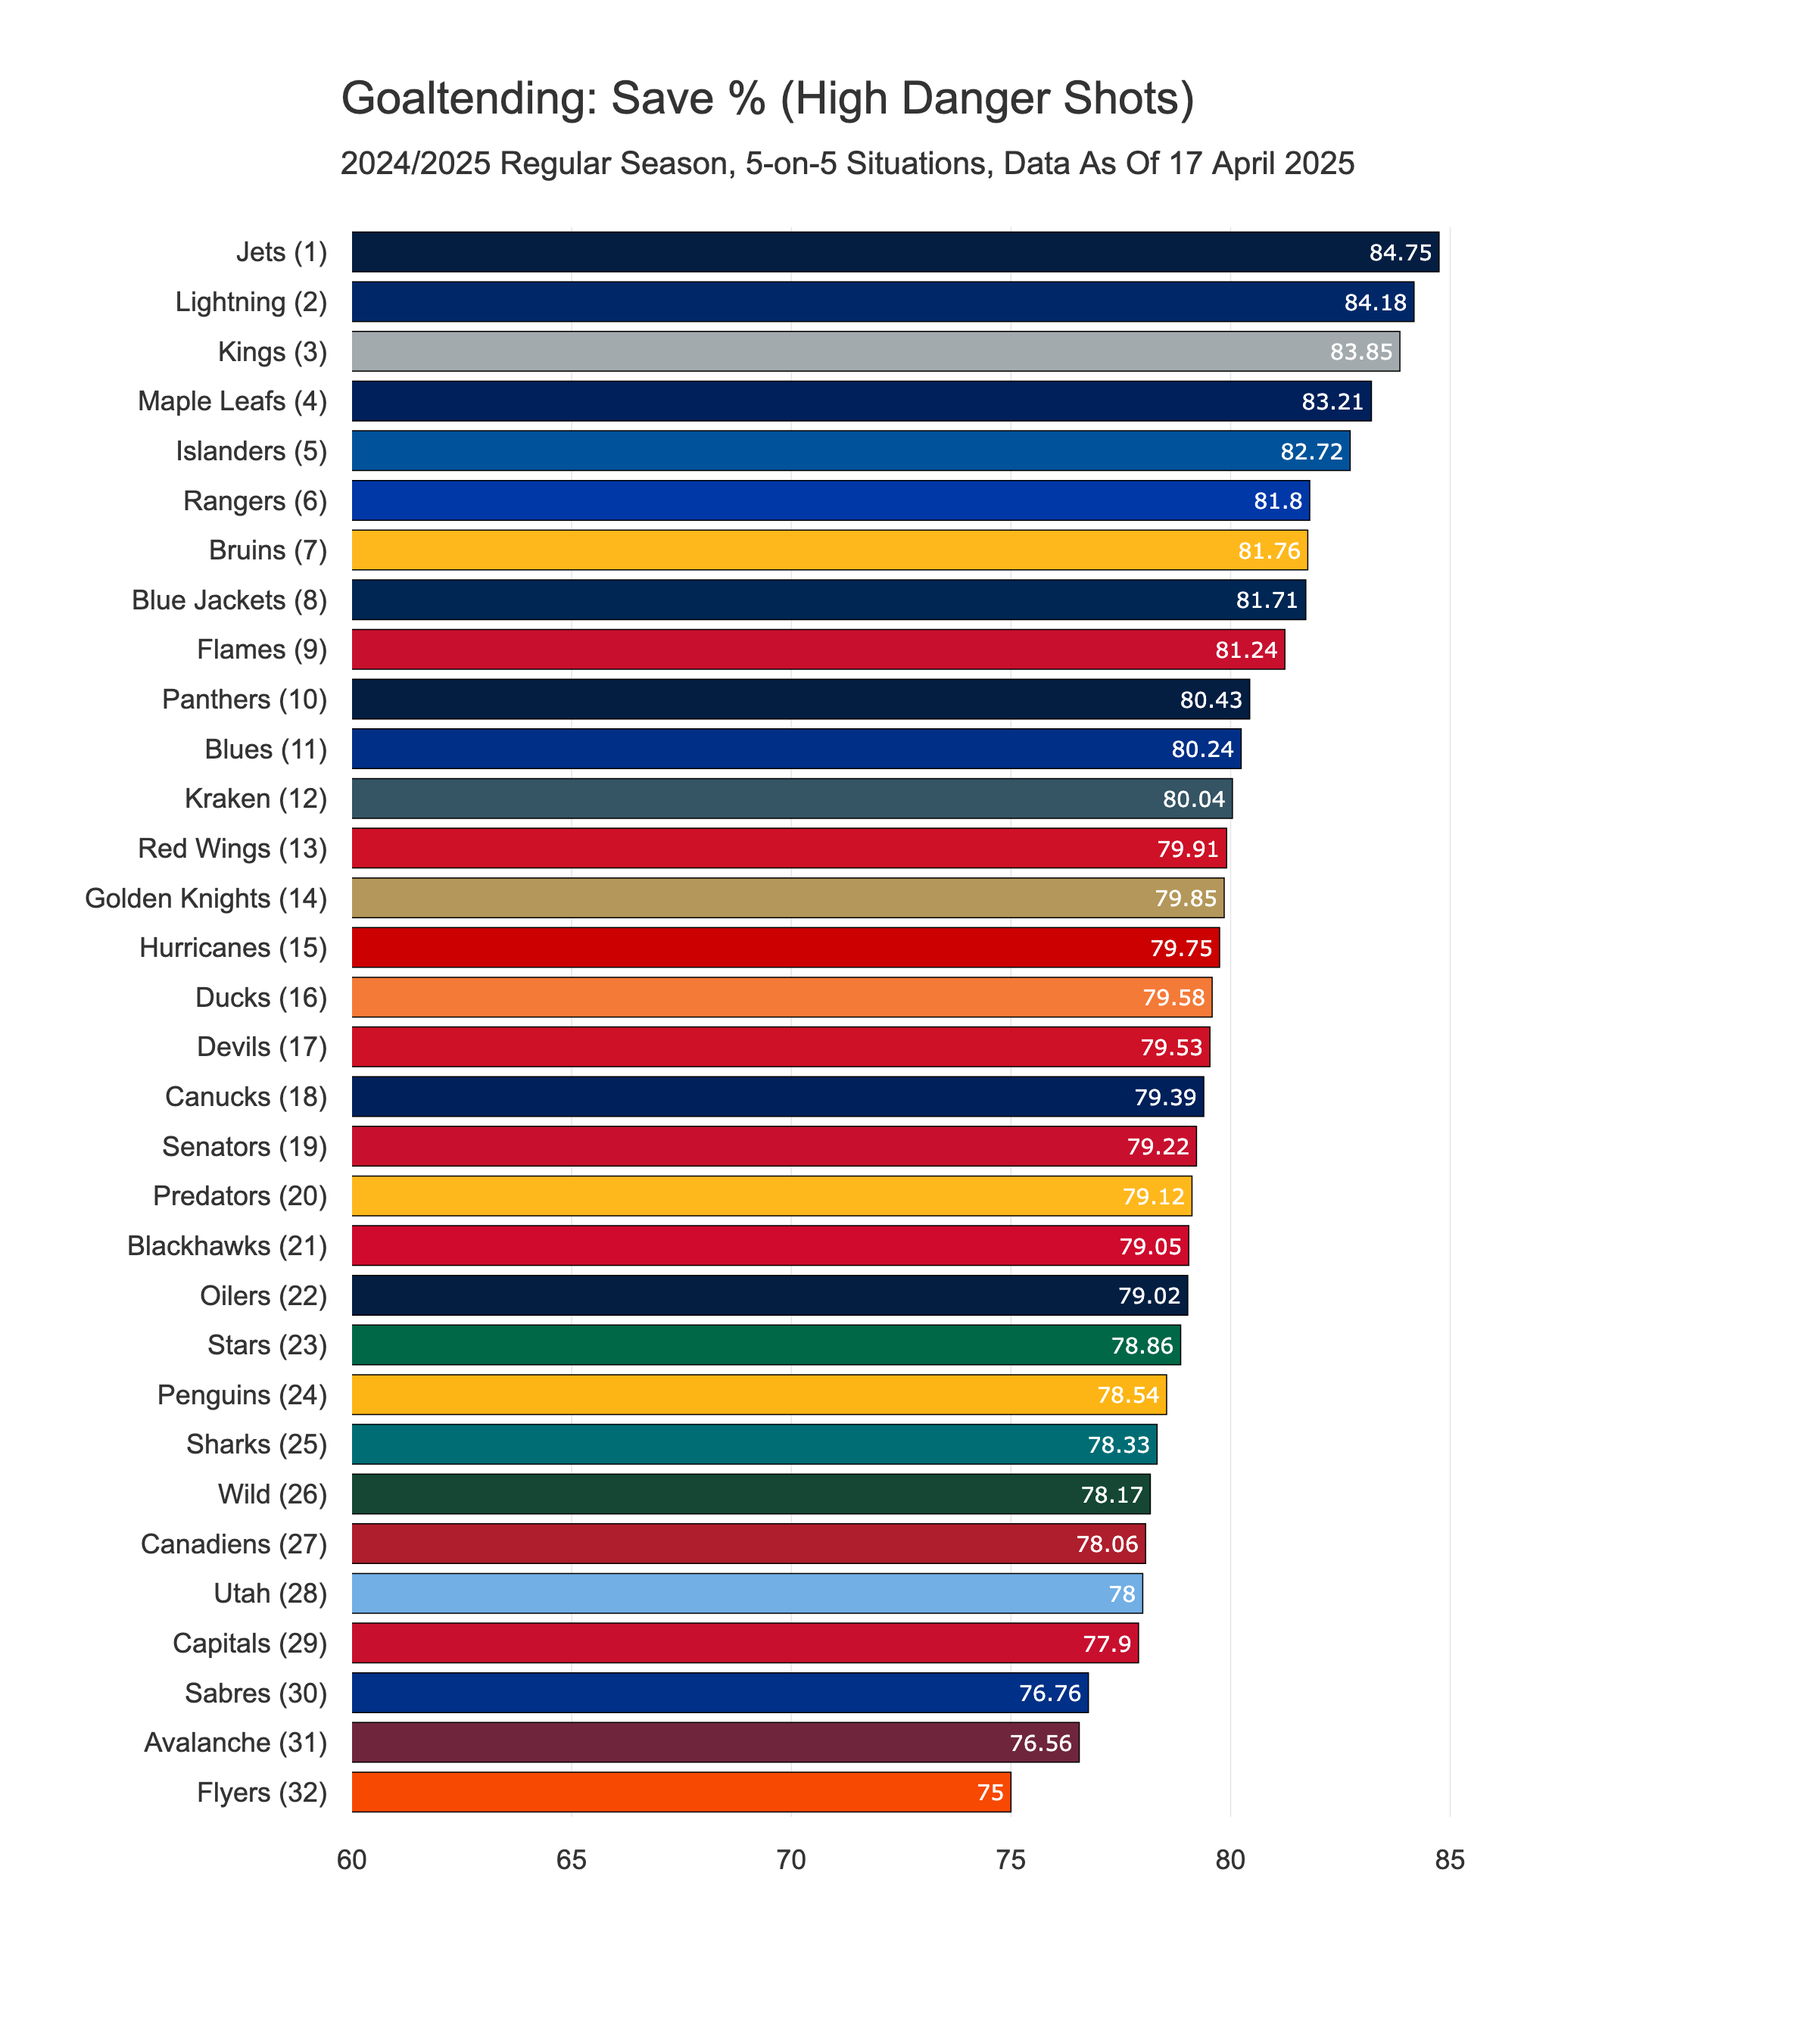 Goaltending: Save % (High Danger Shots)
2024/2025 Regular Season, 5-on-5 Situations, Data As Of 17 April 2025
Jets (1) 84.75
Lightning (2) 84.18
Kings (3) 83.85
Maple Leafs (4) 83.21
Islanders (5) 82.72
Rangers (6) 81.8
Bruins (7) 81.76
Blue Jackets (8) 81.71
Flames (9) 81.24
Panthers (10) 80.43
Blues (11) 80.24
Kraken (12) 80.04
Red Wings (13) 79.91
Golden Knights (14) 79.85
Hurricanes (15) 79.75
Ducks (16) 79.58
Devils (17) 79.53
Canucks (18) 79.39
Senators (19) 79.22
Predators (20) 79.12
Blackhawks (21) 79.05
Oilers (22) 79.02
Stars (23) 78.86
Penguins (24) 78.54
Sharks (25) 78.33
Wild (26) 78.17
Canadiens (27) 78.06
Utah (28) 78
Capitals (29) 77.9
Sabres (30) 76.76
Avalanche (31) 76.56
Flyers (32) 75
60 65 70 75 80 85